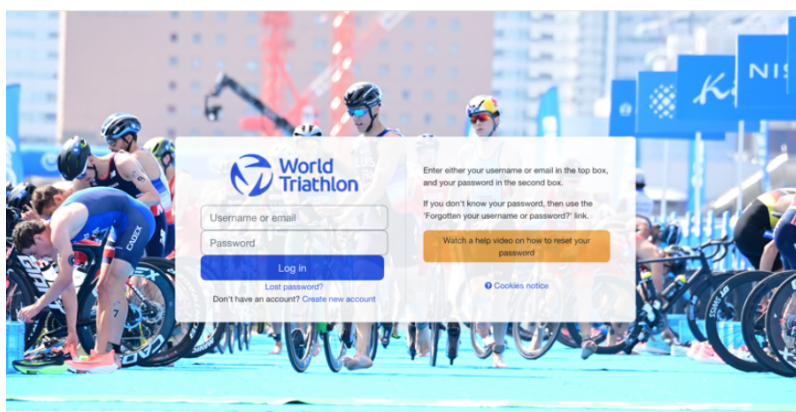 World
Triathlon
Username or email
Password
Log in
Lost password?
Don't have an account? Create new account
Enter either your username or email in the top box,
and your password in the second box.
If you don't know your password, then use the
'Forgotten your username or password?' link.
Watch a help video on how to reset your
password
Cookies notice
NIS
CADEX
7